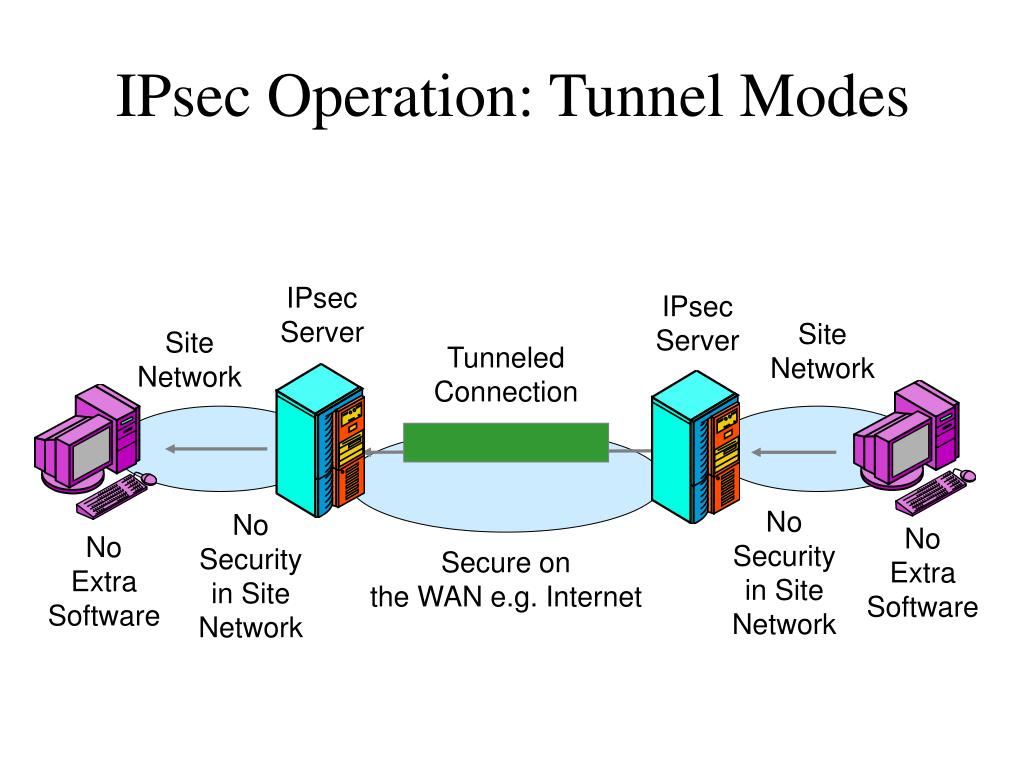 IPsec Operation: Tunnel Modes
IPsec
Server
IPsec
Server
Site
Network
Site
Network
Tunneled
Connection
No
Extra
Software
No
Security
in Site
Network
Secure on
the WAN e.g. Internet
No
Security
in Site
Network
No
Extra
Software